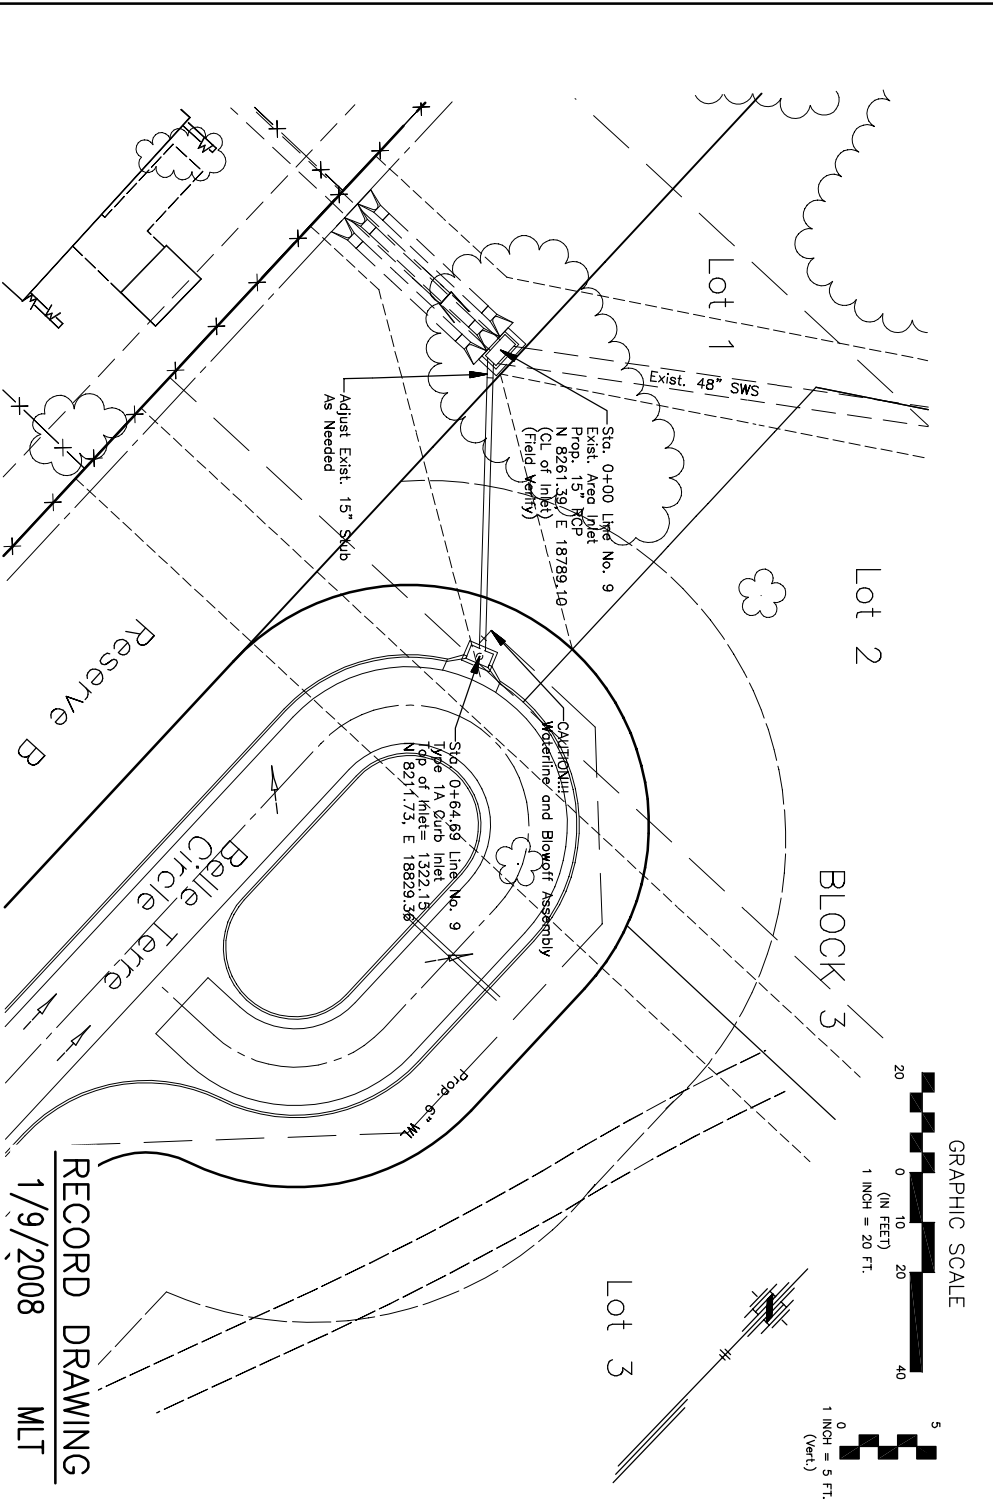 Lot 1
Exist. 48" SWS
Sta. 0+00 Line No. 9
Exist. Area Inlet
Prop. 15" RCP
N 8261.39, E 18789.10
(CL of Inlet)
(Field Verify)
Adjust Exist. 15" Stub
As Needed
Lot 2
Reserve B
CAUTION!!!
Waterline and Blowoff Assembly
Sta. 0+64.69 Line No. 9
Type 1A Curb Inlet
Top of Inlet= 1322.15
N 8211.73, E 18829.36
Belle Terre
Circle
BLOCK 3
Prop. 6" WL
GRAPHIC SCALE
20 0 10 20 40
(IN FEET)
1 INCH = 20 FT.
0 5
1 INCH = 5 FT.
(Vert.)
Lot 3
RECORD DRAWING
1/9/2008 MLT